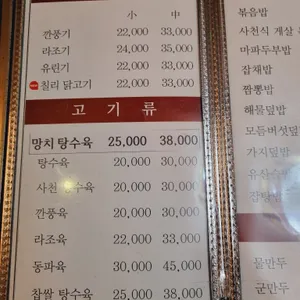 小 中
깐풍기 22,000 33,000
라조기 24,000 35,000
유린기 22,000 33,000
칠리 닭고기 22,000 33,000
고 기 류
망치 탕수육 25,000 38,000
탕수육 20,000 30,000
사천 탕수육 20,000 30,000
깐풍육 20,000 30,000
라조육 22,000 33,000
동파육 30,000 45,000
찹쌀 탕수육 25,000 38,000
볶음밥
사천식 게살
마파두부밥
잡채밥
짬뽕밥
해물덮밥
모듬버섯덮
가지덮밥
유산슬
잡탕
물만두
군만두